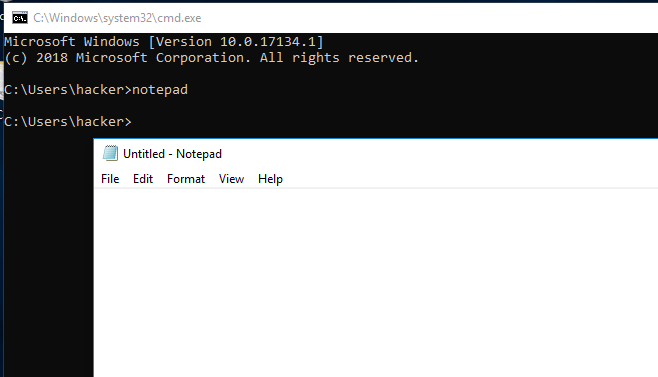 C:\Windows\system32\cmd.exe
Microsoft Windows [Version 10.0.17134.1]
(c) 2018 Microsoft Corporation. All rights reserved.
C:\Users\hacker>notepad
C:\Users\hacker>
Untitled - Notepad
File Edit Format View Help